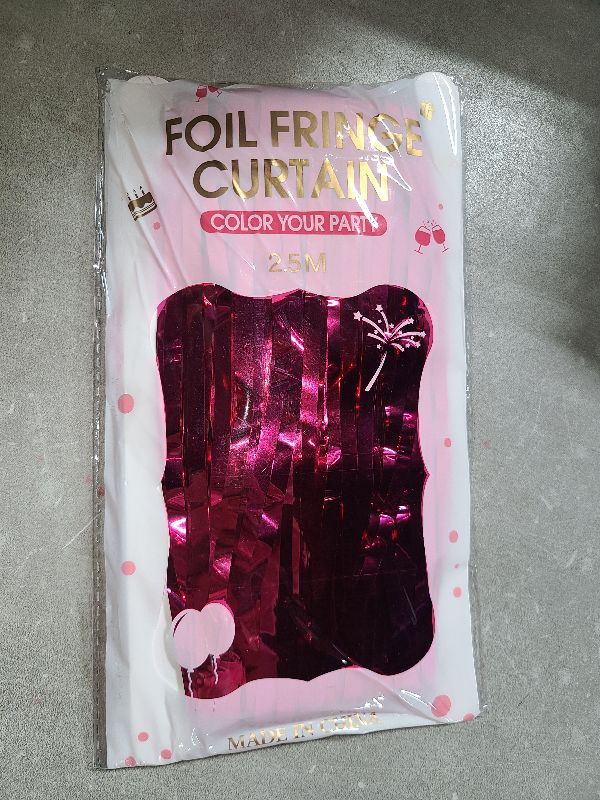 FOIL FRINGE
CURTAIN
COLOR YOUR PARTY
2.5M
MADE IN CHINA